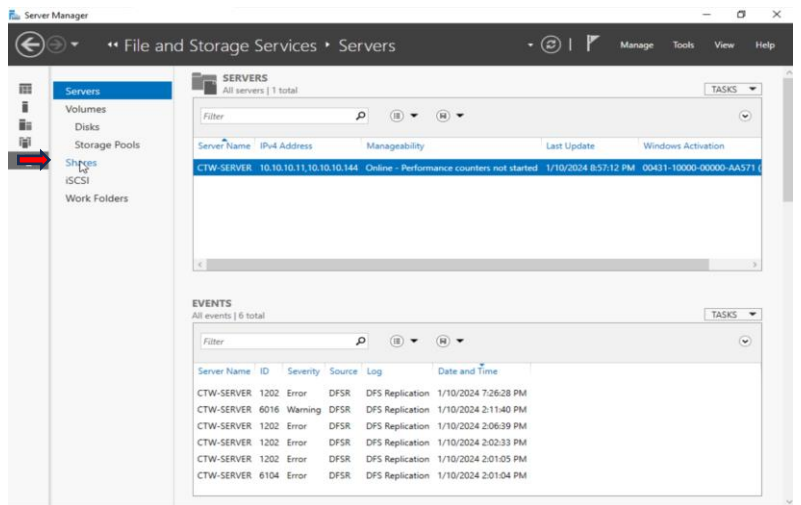 Server Manager
File and Storage Services • Servers
Manage Tools View Help
Servers
Volumes
Disks
Storage Pools
Shares
iSCSI
Work Folders
SERVERS
All servers | 1 total
TASKS
Filter
Server Name IPv4 Address Manageability Last Update Windows Activation
CTW-SERVER 10.10.10.11,10.10.10.144 Online - Performance counters not started 1/10/2024 8:57:12 PM 00431-10000-00000-AA571 (
EVENTS
All events | 6 total
TASKS
Filter
Server Name ID Severity Source Log Date and Time
CTW-SERVER 1202 Error DFSR DFS Replication 1/10/2024 7:26:28 PM
CTW-SERVER 6016 Warning DFSR DFS Replication 1/10/2024 2:11:40 PM
CTW-SERVER 1202 Error DFSR DFS Replication 1/10/2024 2:06:39 PM
CTW-SERVER 1202 Error DFSR DFS Replication 1/10/2024 2:02:33 PM
CTW-SERVER 1202 Error DFSR DFS Replication 1/10/2024 2:01:05 PM
CTW-SERVER 6104 Error DFSR DFS Replication 1/10/2024 2:01:04 PM